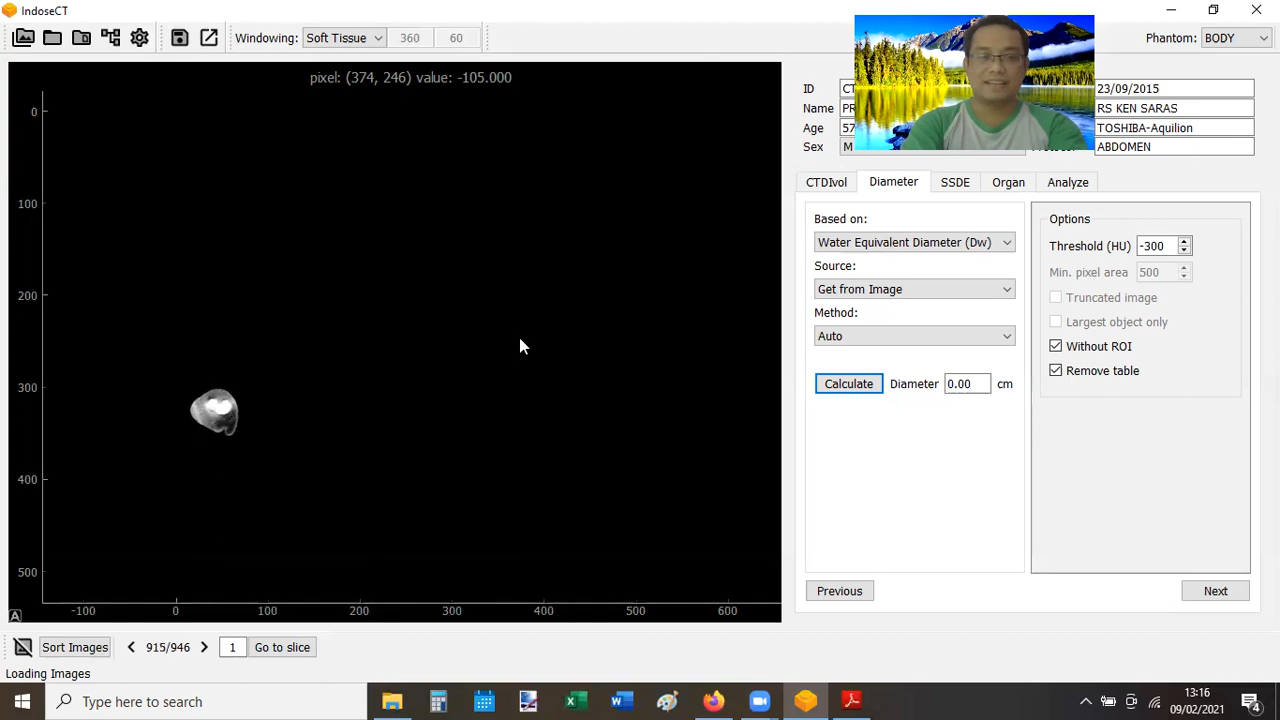 IndoseCT
Windowing: Soft Tissue 360 60 Phantom: BODY
pixel: (374, 246) value: -105.000
0
100
200
300
400
500
-100 0 100 200 300 400 500 600
ID 23/09/2015
Name RS KEN SARAS
Age 57 TOSHIBA-Aquilion
Sex M ABDOMEN
CTDIvol Diameter SSDE Organ Analyze
Based on:
Water Equivalent Diameter (Dw)
Source:
Get from Image
Method:
Auto
Calculate Diameter 0.00 cm
Options
Threshold (HU) -300
Min. pixel area 500
Truncated image
Largest object only
Without ROI
Remove table
Previous Next
Sort Images 915/946 1 Go to slice
Loading Images
Type here to search
13:16
09/02/2021
4